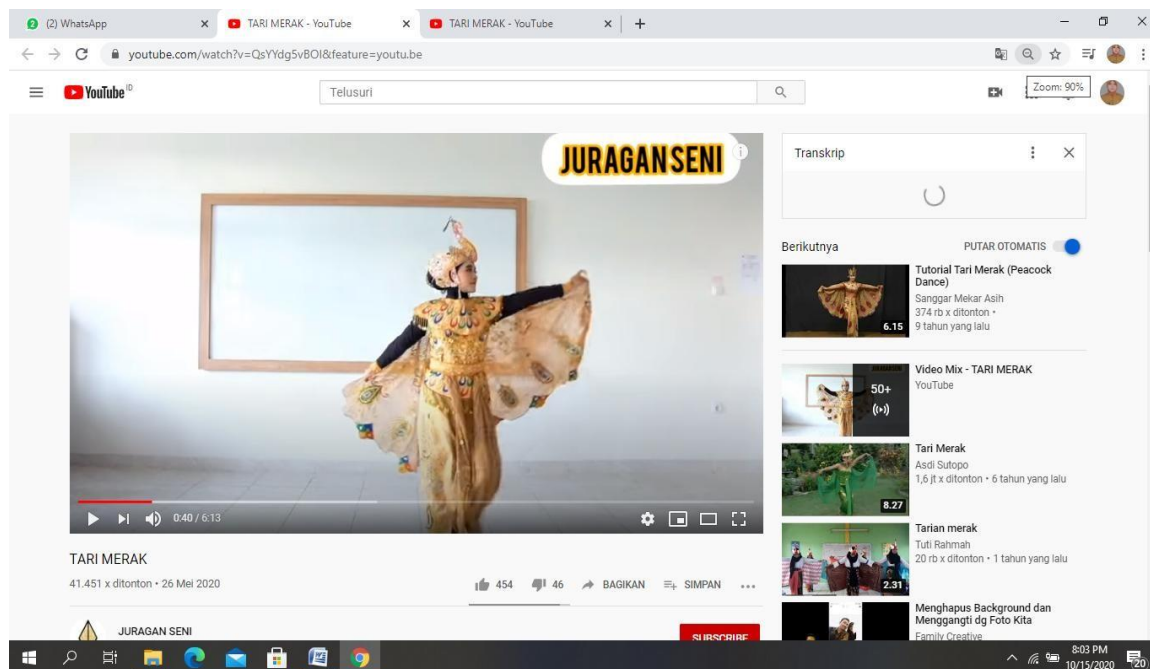 (2) WhatsApp
TARI MERAK - YouTube
TARI MERAK - YouTube
youtube.com/watch?v=QsYYdg5vBOI&feature=youtu.be
YouTube ID
Telusuri
Zoom: 90%
JURAGAN SENI
Transkrip
Berikutnya
PUTAR OTOMATIS
Tutorial Tari Merak (Peacock
Dance)
Sanggar Mekar Asih
374 rb x ditonton •
9 tahun yang lalu
6.15
Video Mix - TARI MERAK
YouTube
50+
Tari Merak
Asdi Sutopo
1,6 jt x ditonton • 6 tahun yang lalu
8.27
Tarian merak
Tuti Rahmah
20 rb x ditonton • 1 tahun yang lalu
2.31
Menghapus Background dan
Menggangti dg Foto Kita
Family Creative
0:40 / 6:13
TARI MERAK
41.451 x ditonton • 26 Mei 2020
454
46
BAGIKAN
SIMPAN
JURAGAN SENI
SUBSCRIBE
8:03 PM
10/15/2020
20